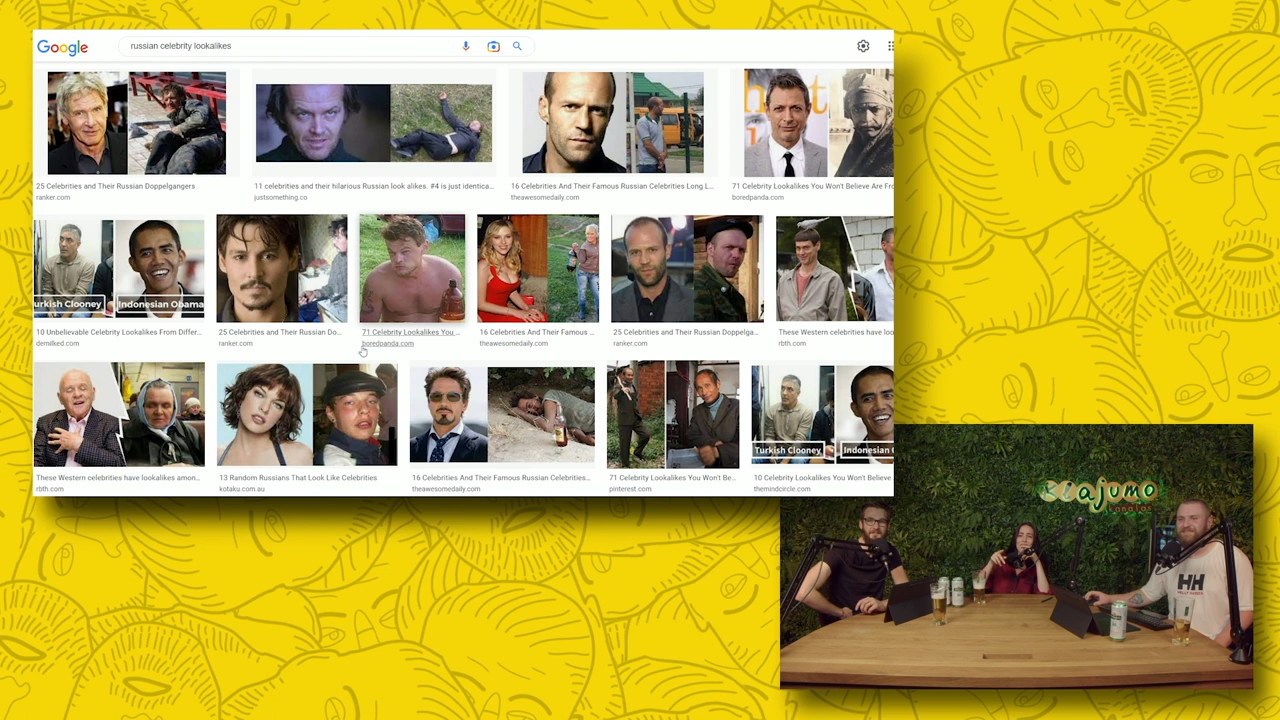 Google
russian celebrity lookalikes
25 Celebrities and Their Russian Doppelgangers
ranker.com
11 celebrities and their hilarious Russian look alikes. #4 is just identica...
justsomething.co
16 Celebrities And Their Famous Russian Celebrities Long L...
theawesomedaily.com
71 Celebrity Lookalikes You Won't Believe Are Fro
boredpanda.com
urkish Clooney
Indonesian Obama
10 Unbelievable Celebrity Lookalikes From Differ...
demilked.com
25 Celebrities and Their Russian Do...
ranker.com
71 Celebrity Lookalikes You ...
boredpanda.com
16 Celebrities And Their Famous ...
theawesomedaily.com
25 Celebrities and Their Russian Doppelga...
ranker.com
These Western celebrities have loo
rbth.com
Turkish Clooney
Indonesian O
These Western celebrities have lookalikes amon...
rbth.com
13 Random Russians That Look Like Celebrities
kotaku.com.au
16 Celebrities And Their Famous Russian Celebrities...
theawesomedaily.com
71 Celebrity Lookalikes You Won't Be...
pinterest.com
10 Celebrity Lookalikes You Won't Believe
themindcircle.com
kanalas
HH
HELLY HANSEN